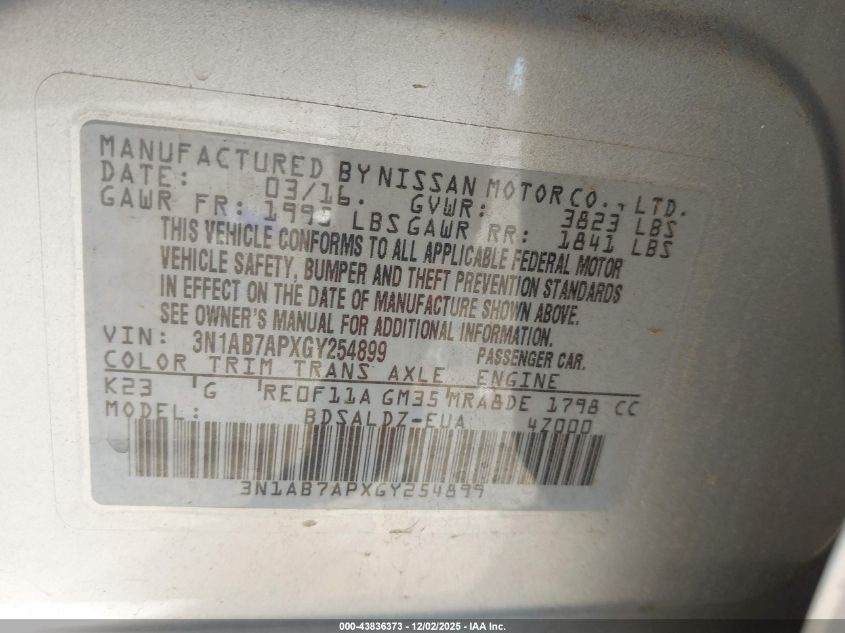 MANUFACTURED BY NISSAN MOTOR CO., LTD.
DATE: 03/16. GVWR: 3823 LBS
GAWR FR: 1993 LBS GAWR RR: 1841 LBS
THIS VEHICLE CONFORMS TO ALL APPLICABLE FEDERAL MOTOR
VEHICLE SAFETY, BUMPER AND THEFT PREVENTION STANDARDS
IN EFFECT ON THE DATE OF MANUFACTURE SHOWN ABOVE.
SEE OWNER'S MANUAL FOR ADDITIONAL INFORMATION.
VIN: 3N1AB7APXGY254899 PASSENGER CAR.
COLOR TRIM TRANS AXLE ENGINE
K23 G RE0F11A GM35 MRA8DE 1798 CC
MODEL: BDSALDZ-EUA 47000
3N1AB7APXGY254899
000-43836373 - 12/02/2025 - IAA Inc.